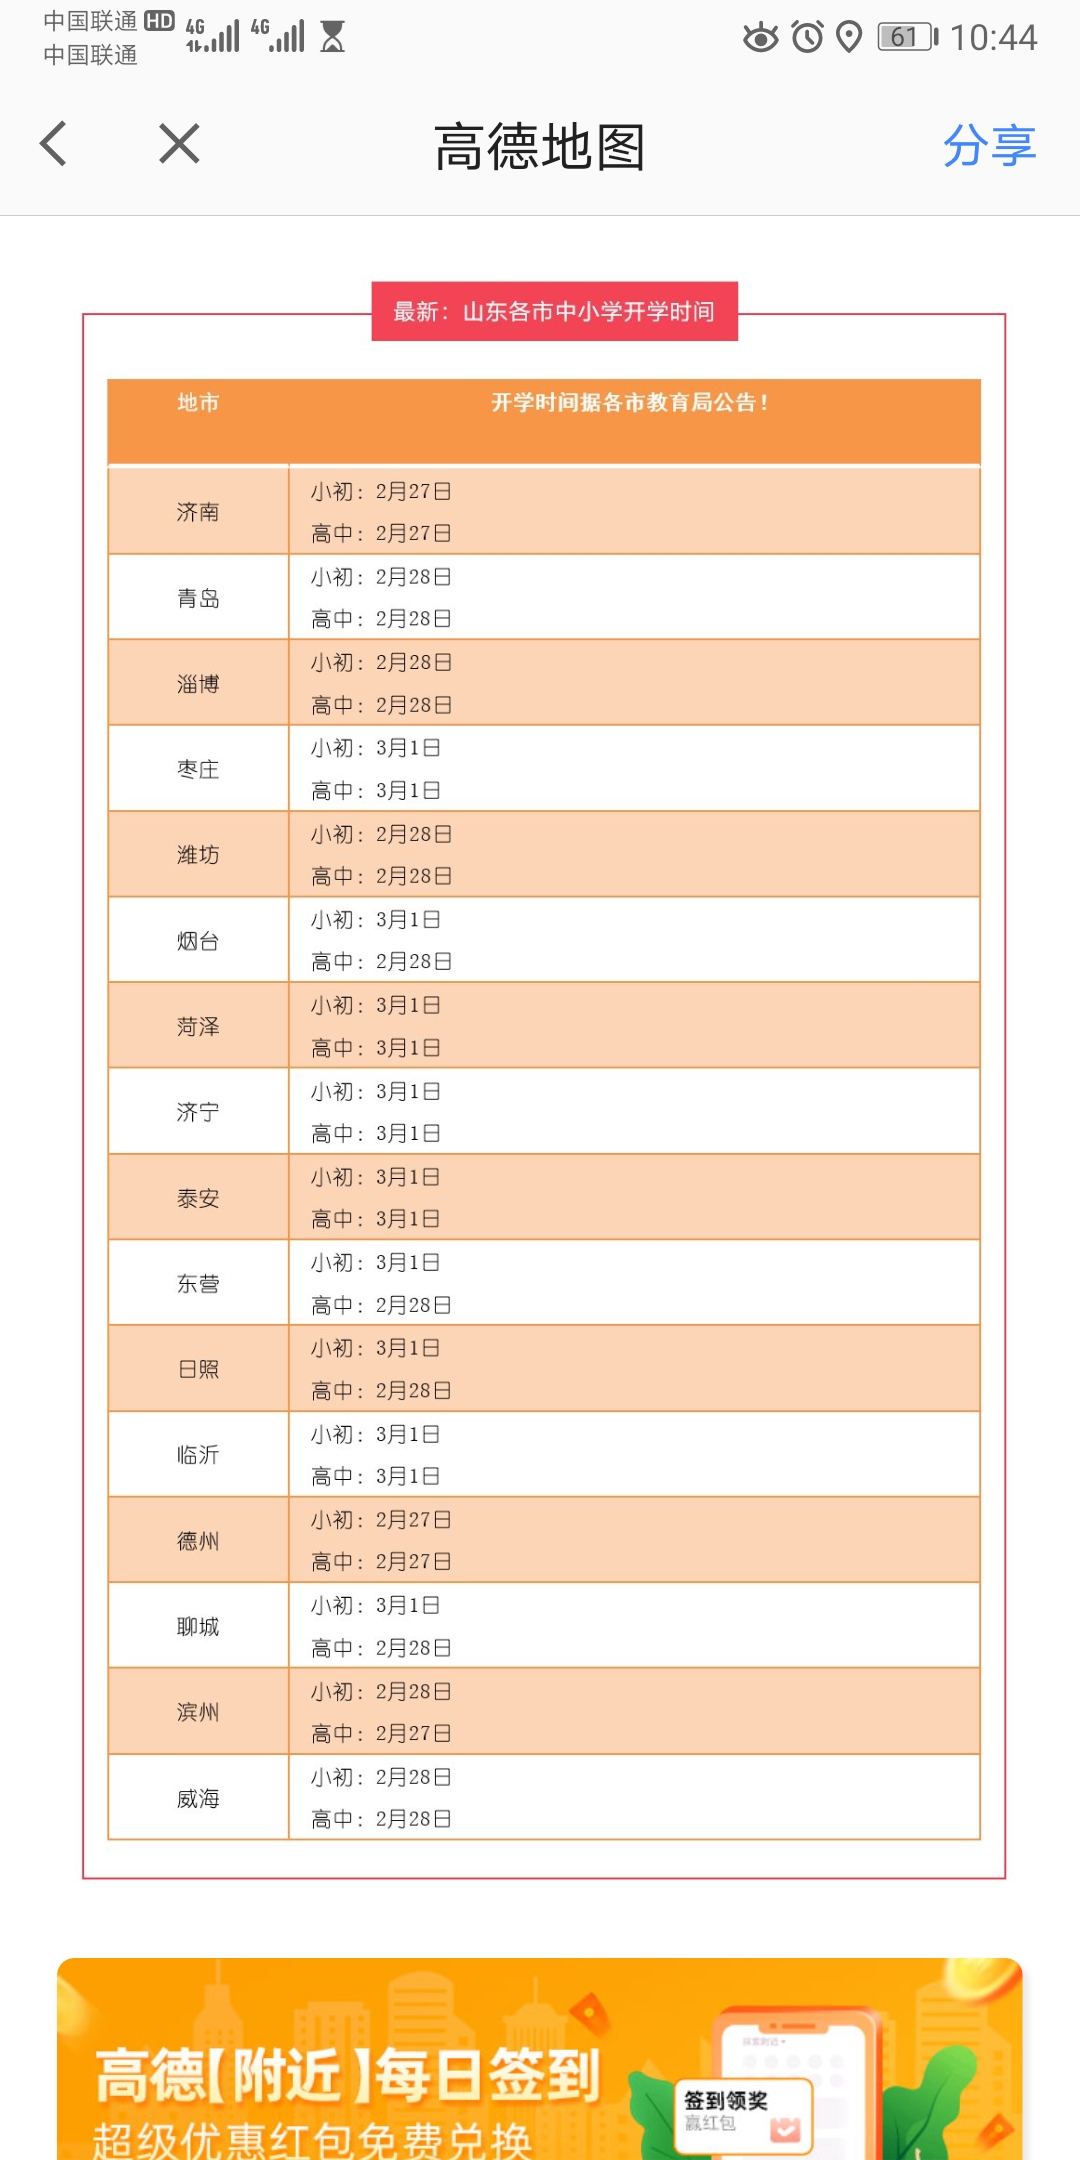 中国联通 HD 4G 4G 61 10:44
中国联通
高德地图 分享
最新：山东各市中小学开学时间
地市 开学时间据各市教育局公告！
济南
小初：2月27日
高中：2月27日
青岛
小初：2月28日
高中：2月28日
淄博
小初：2月28日
高中：2月28日
枣庄
小初：3月1日
高中：3月1日
潍坊
小初：2月28日
高中：2月28日
烟台
小初：3月1日
高中：2月28日
菏泽
小初：3月1日
高中：3月1日
济宁
小初：3月1日
高中：3月1日
泰安
小初：3月1日
高中：3月1日
东营
小初：3月1日
高中：2月28日
日照
小初：3月1日
高中：2月28日
临沂
小初：3月1日
高中：3月1日
德州
小初：2月27日
高中：2月27日
聊城
小初：3月1日
高中：2月28日
滨州
小初：2月28日
高中：2月27日
威海
小初：2月28日
高中：2月28日
高德【附近】每日签到
超级优惠红包免费兑换
签到领奖
赢红包